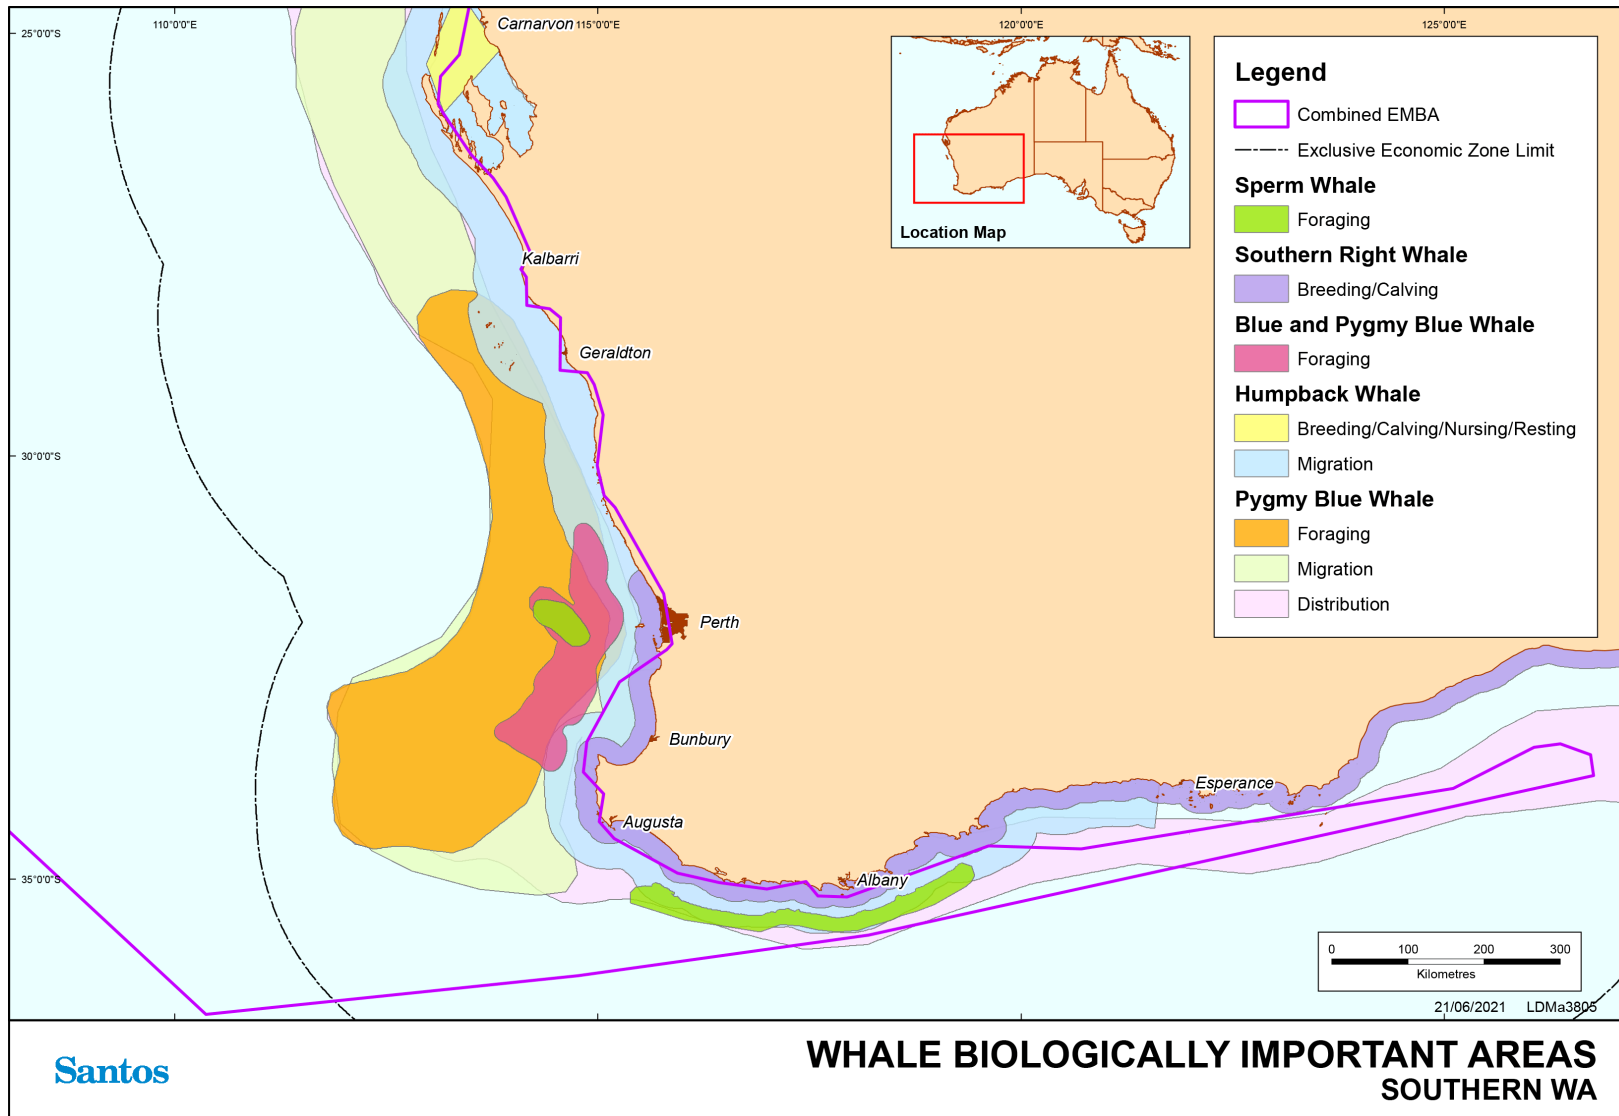 110°0'0"E
115°0'0"E
120°0'0"E
125°0'0"E
25°0'0"S
30°0'0"S
35°0'0"S
Carnarvon
Kalbarri
Geraldton
Perth
Bunbury
Augusta
Albany
Esperance
Location Map
Legend
Combined EMBA
Exclusive Economic Zone Limit
Sperm Whale
Foraging
Southern Right Whale
Breeding/Calving
Blue and Pygmy Blue Whale
Foraging
Humpback Whale
Breeding/Calving/Nursing/Resting
Migration
Pygmy Blue Whale
Foraging
Migration
Distribution
0 100 200 300
Kilometres
21/06/2021 LDMa3805
Santos
WHALE BIOLOGICALLY IMPORTANT AREAS
SOUTHERN WA